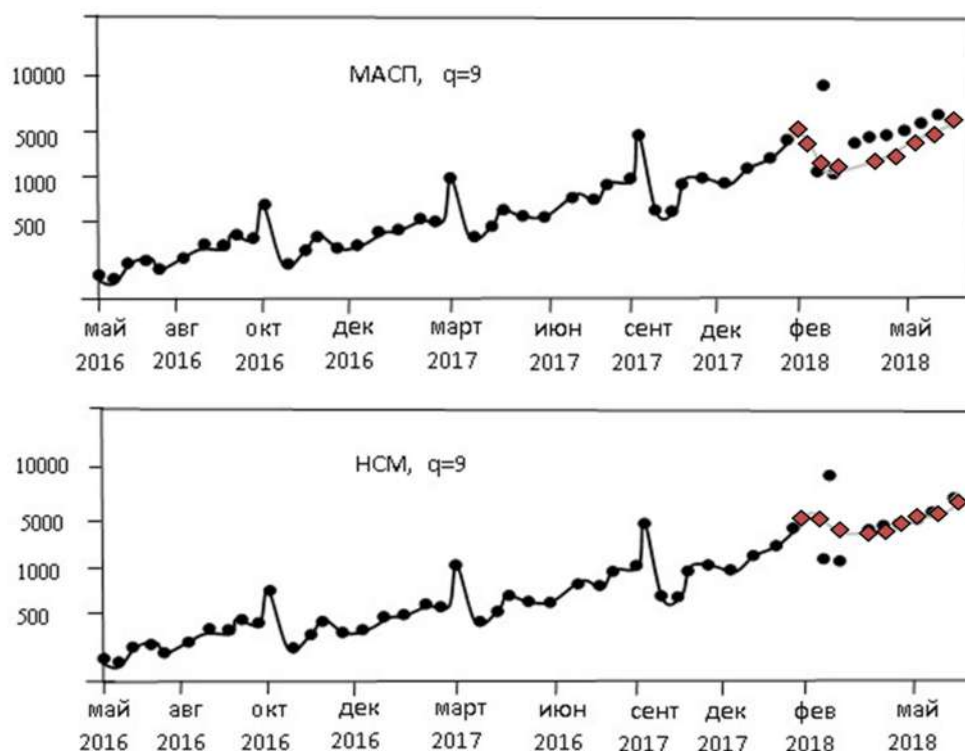 МАСП, q=9
10000
5000
1000
500
май авг окт дек март июн сент дек фев май
2016 2016 2016 2016 2017 2017 2017 2017 2018 2018
НСМ, q=9
10000
5000
1000
500
май авг окт дек март июн сент дек фев май
2016 2016 2016 2016 2017 2016 2017 2017 2018 2018